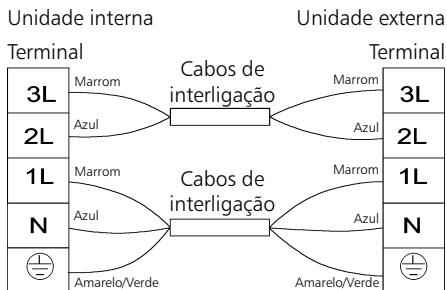 Unidade interna
Unidade externa
Terminal
Terminal
Cabos de
interligação
3L
Marrom
Marrom
3L
2L
Azul
Azul
2L
1L
Marrom
Marrom
1L
Cabos de
interligação
N
Azul
Azul
N
Amarelo/Verde
Amarelo/Verde